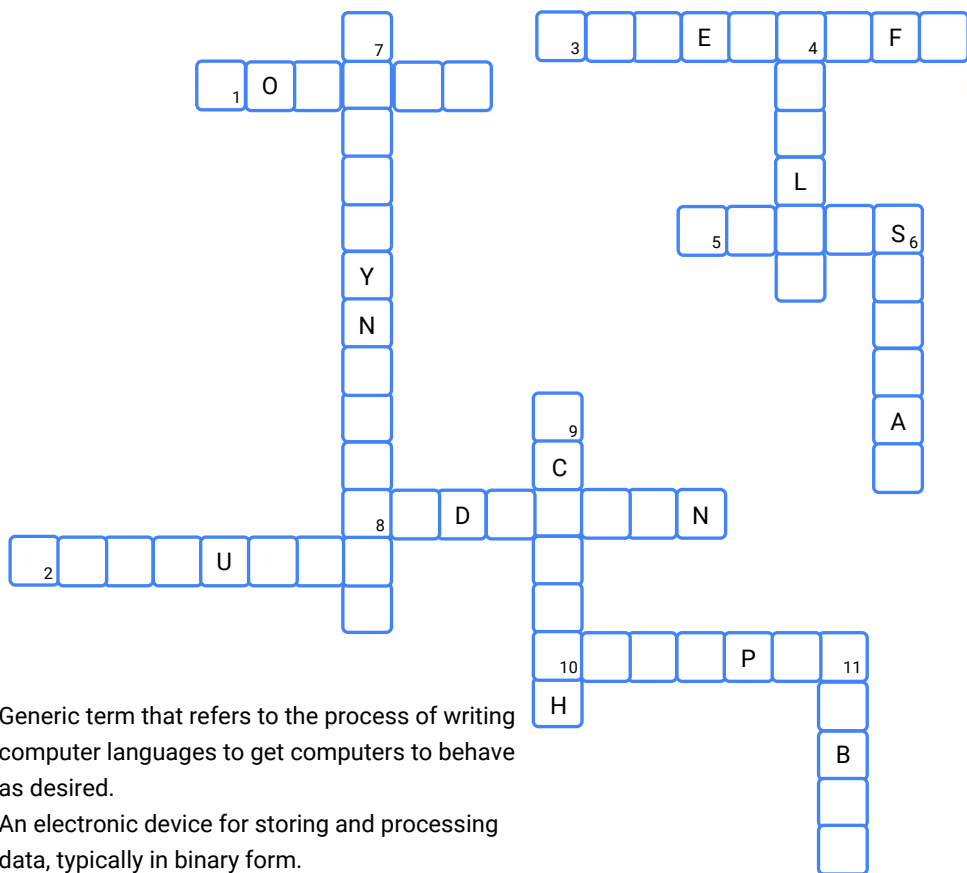 7
3 E 4 F
1 O
L
5 S 6
Y
N
9
A
C
8 D N
2 U
10 P 11
H
B
Generic term that refers to the process of writing
computer languages to get computers to behave
as desired.
An electronic device for storing and processing
data, typically in binary form.